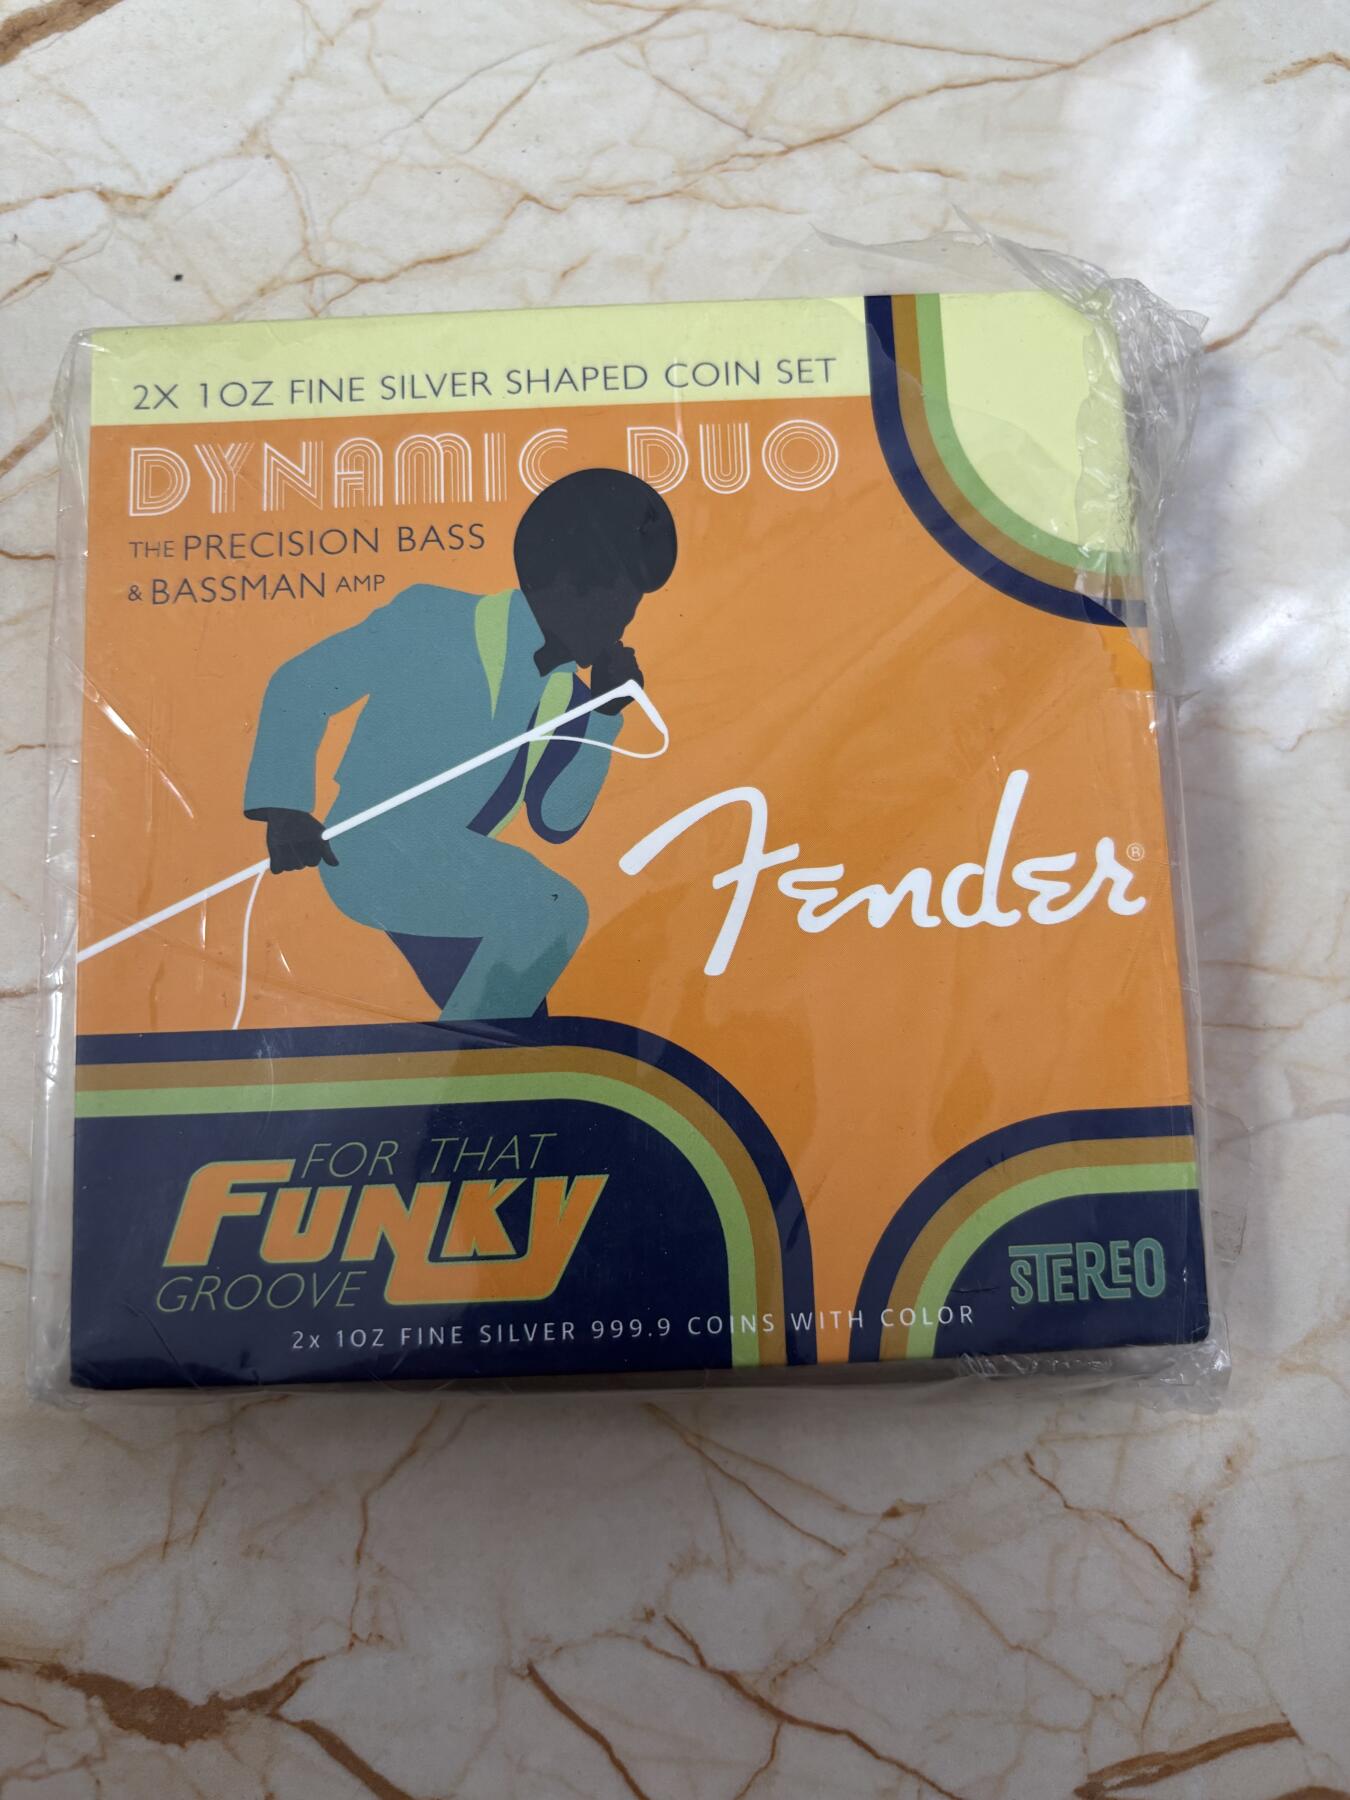 2X 1OZ FINE SILVER SHAPED COIN SET
DYNAMIC DUO
THE PRECISION BASS
& BASSMAN AMP
Fender®
FOR THAT
FUNKY
GROOVE
STEREO
2x 1OZ FINE SILVER 999.9 COINS WITH COLOR